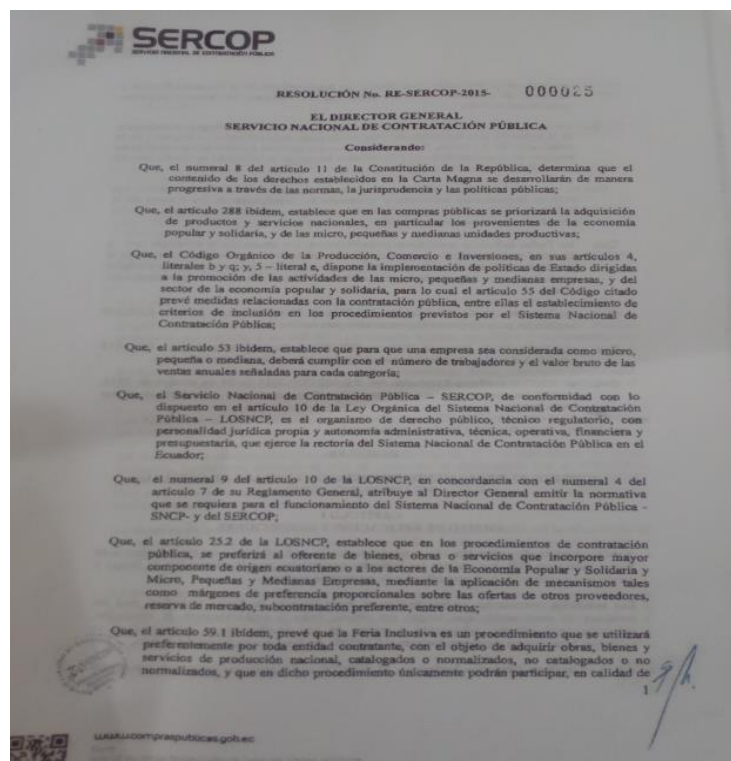 SERCOP
SERVICIO NACIONAL DE CONTRATACIÓN PÚBLICA
RESOLUCIÓN No. RE-SERCOP-2015- 000025
EL DIRECTOR GENERAL
SERVICIO NACIONAL DE CONTRATACIÓN PÚBLICA
Considerando:
Que, el numeral 8 del artículo 11 de la Constitución de la República, determina que el
contenido de los derechos establecidos en la Carta Magna se desarrollarán de manera
progresiva a través de las normas, la jurisprudencia y las políticas públicas;
Que, el artículo 288 ibídem, establece que en las compras públicas se priorizará la adquisición
de productos y servicios nacionales, en particular los provenientes de la economía
popular y solidaria, y de las micro, pequeñas y medianas unidades productivas;
Que, el Código Orgánico de la Producción, Comercio e Inversiones, en sus artículos 4,
literales b y q; y, 5 – literal e, dispone la implementación de políticas de Estado dirigidas
a la promoción de las actividades de las micro, pequeñas y medianas empresas, y del
sector de la economía popular y solidaria, para lo cual el artículo 55 del Código citado
prevé medidas relacionadas con la contratación pública, entre ellas el establecimiento de
criterios de inclusión en los procedimientos previstos por el Sistema Nacional de
Contratación Pública;
Que, el artículo 53 ibídem, establece que para que una empresa sea considerada como micro,
pequeña o mediana, deberá cumplir con el número de trabajadores y el valor bruto de las
ventas anuales señaladas para cada categoría;
Que, el Servicio Nacional de Contratación Pública – SERCOP, de conformidad con lo
dispuesto en el artículo 10 de la Ley Orgánica del Sistema Nacional de Contratación
Pública – LOSNCP, es el organismo de derecho público, técnico regulatorio, con
personalidad jurídica propia y autonomía administrativa, técnica, operativa, financiera y
presupuestaria, que ejerce la rectoría del Sistema Nacional de Contratación Pública en el
Ecuador;
Que, el numeral 9 del artículo 10 de la LOSNCP, en concordancia con el numeral 4 del
artículo 7 de su Reglamento General, atribuye al Director General emitir la normativa
que se requiera para el funcionamiento del Sistema Nacional de Contratación Pública -
SNCP- y del SERCOP;
Que, el artículo 25.2 de la LOSNCP, establece que en los procedimientos de contratación
pública, se preferirá al oferente de bienes, obras o servicios que incorpore mayor
componente de origen ecuatoriano o a los actores de la Economía Popular y Solidaria y
Micro, Pequeñas y Medianas Empresas, mediante la aplicación de mecanismos tales
como márgenes de preferencia proporcionales sobre las ofertas de otros proveedores,
reserva de mercado, subcontratación preferente, entre otros;
Que, el artículo 59.1 ibídem, prevé que la Feria Inclusiva es un procedimiento que se utilizará
preferentemente por toda entidad contratante, con el objeto de adquirir obras, bienes y
servicios de producción nacional, catalogados o normalizados, no catalogados o no
normalizados, y que en dicho procedimiento únicamente podrán participar, en calidad de
1
www.compraspublicas.gob.ec